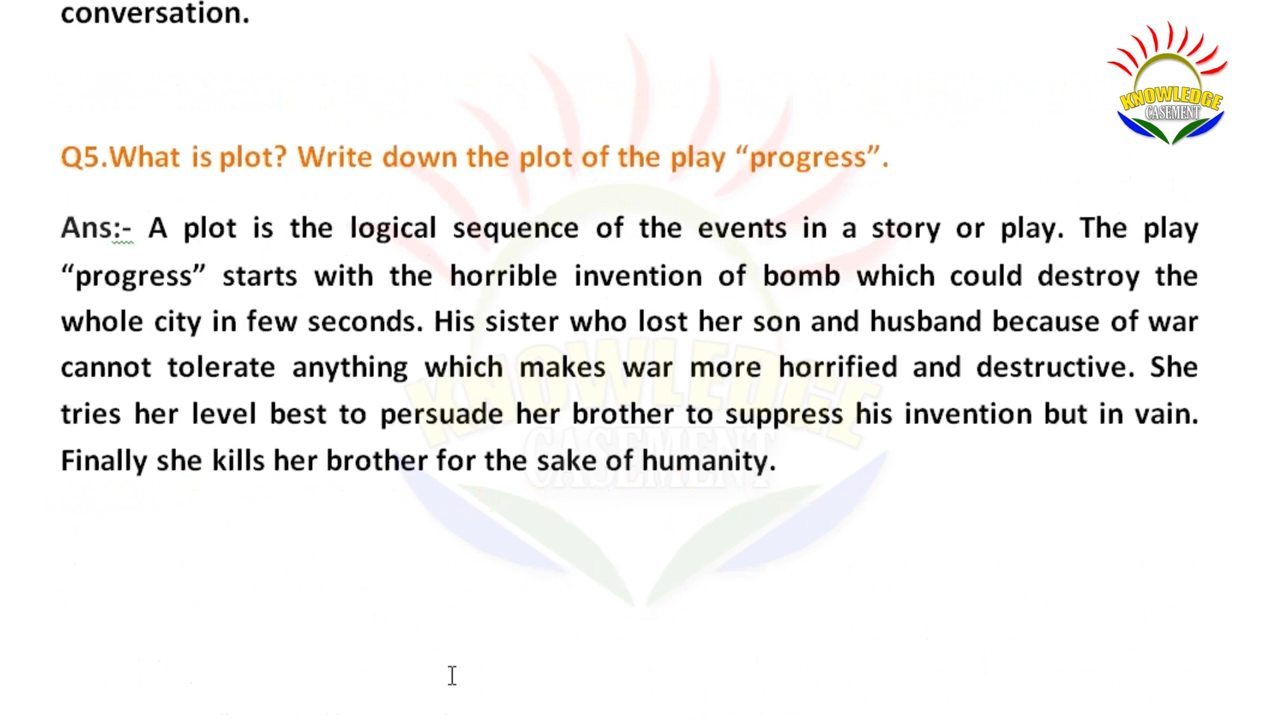 conversation.
KNOWLEDGE
CASEMENT
Q5.What is plot? Write down the plot of the play “progress”.
Ans:- A plot is the logical sequence of the events in a story or play. The play
“progress” starts with the horrible invention of bomb which could destroy the
whole city in few seconds. His sister who lost her son and husband because of war
cannot tolerate anything which makes war more horrified and destructive. She
tries her level best to persuade her brother to suppress his invention but in vain.
Finally she kills her brother for the sake of humanity.
KNOWLEDGE
CASEMENT